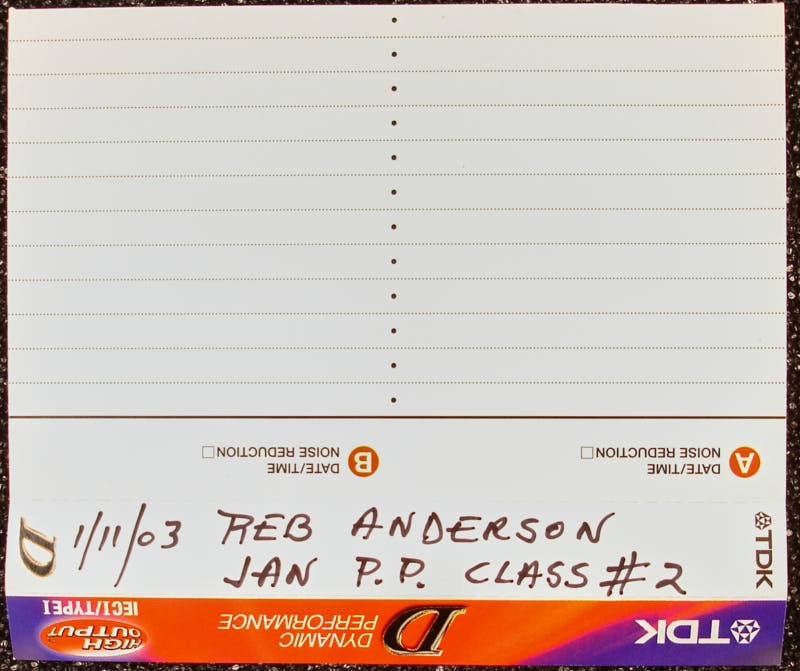 A DATE/TIME
NOISE REDUCTION
B DATE/TIME
NOISE REDUCTION
D 1/11/03 REB ANDERSON
JAN P.P. CLASS #2
TDK
TDK
D DYNAMIC
PERFORMANCE
HIGH
OUTPUT
IECI/TYPEI